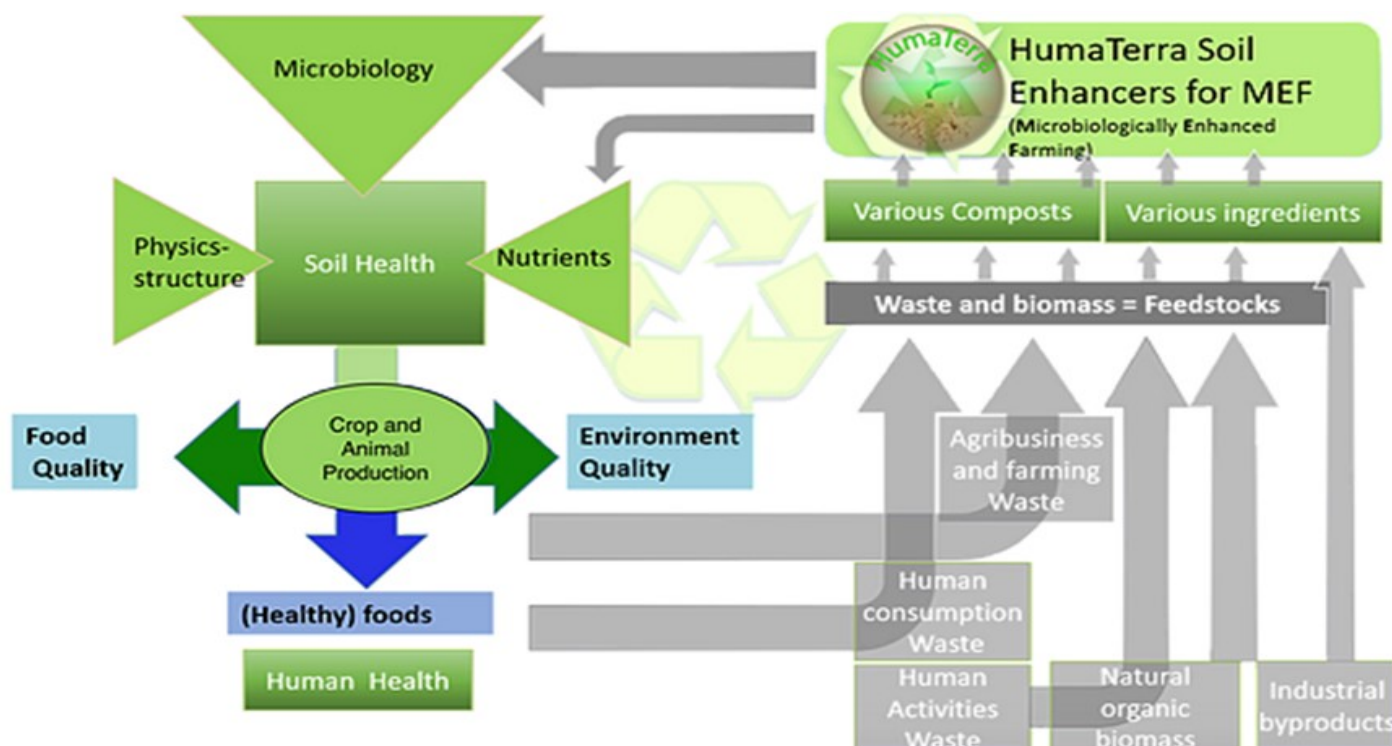 Microbiology
HumaTerra
HumaTerra Soil
Enhancers for MEF
(Microbiologically Enhanced
Farming)
Various Composts
Various ingredients
Physics-
structure
Soil Health
Nutrients
Waste and biomass = Feedstocks
Food
Quality
Crop and
Animal
Production
Environment
Quality
Agribusiness
and farming
Waste
(Healthy) foods
Human Health
Human
consumption
Waste
Human
Activities
Waste
Natural
organic
biomass
Industrial
byproducts